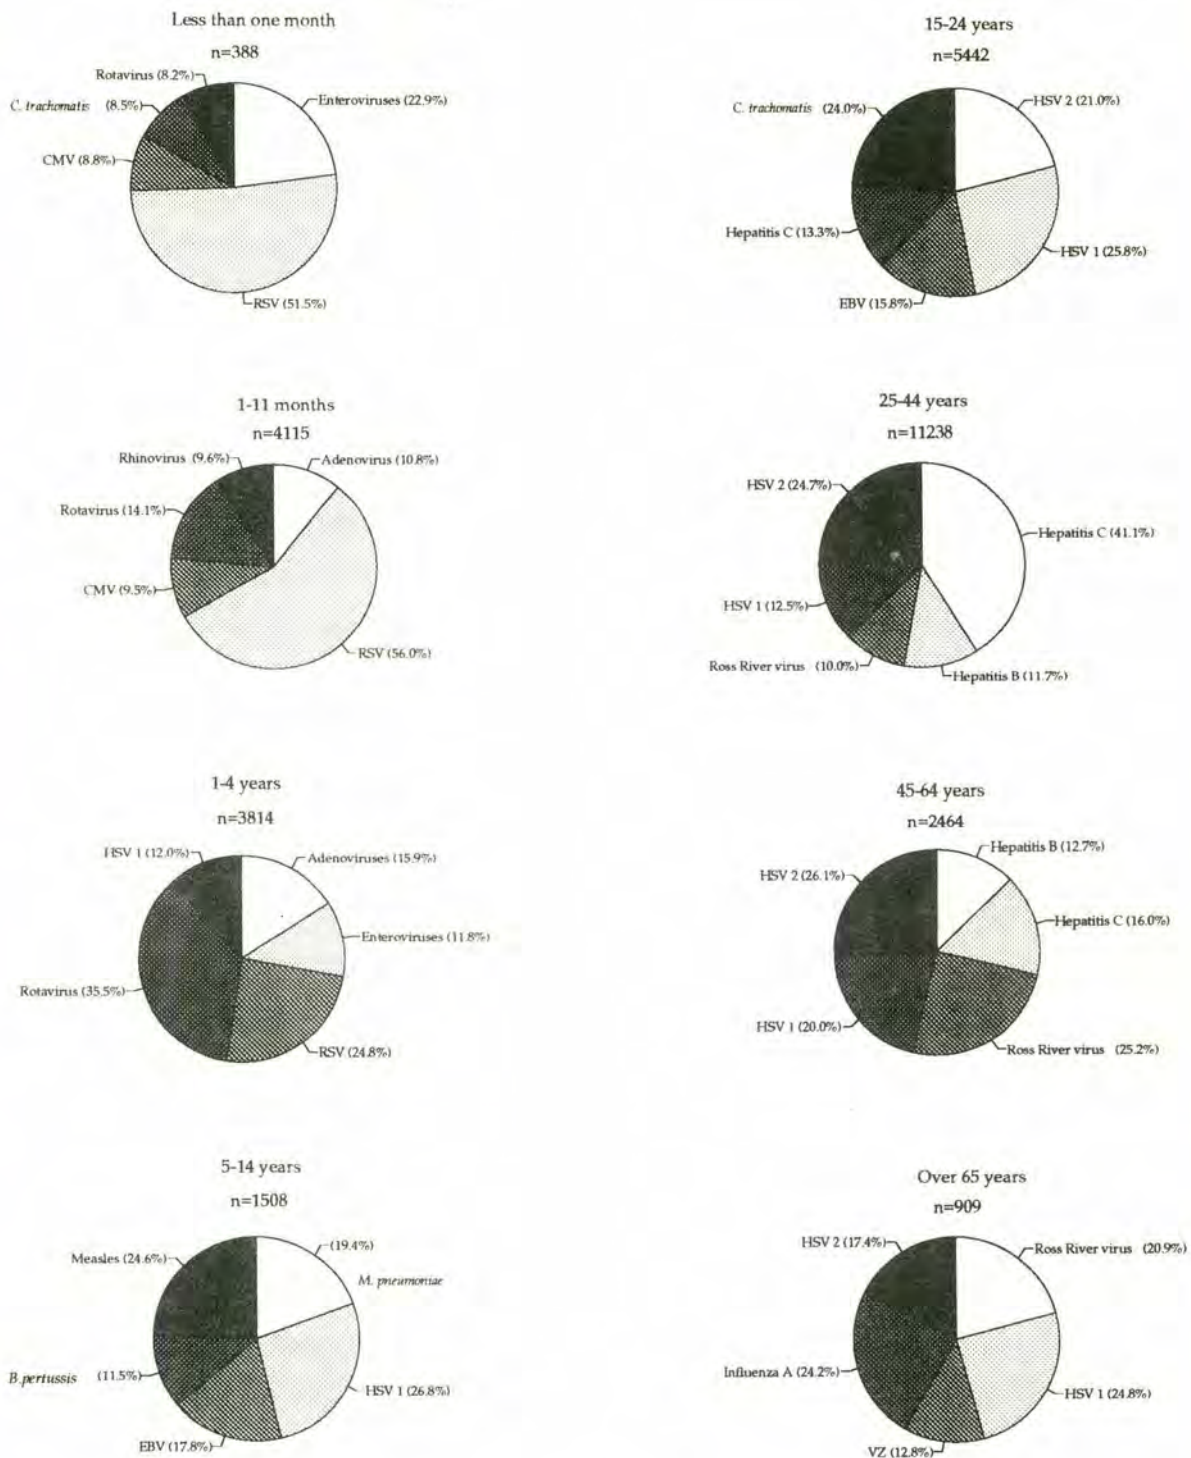 Less than one month
n=388
Rotavirus (8.2%)
Enteroviruses (22.9%)
C. trachomatis (8.5%)
CMV (8.8%)
RSV (51.5%)
1-11 months
n=4115
Rhinovirus (9.6%)
Adenovirus (10.8%)
Rotavirus (14.1%)
CMV (9.5%)
RSV (56.0%)
1-4 years
n=3814
HSV 1 (12.0%)
Adenoviruses (15.9%)
Enteroviruses (11.8%)
Rotavirus (35.5%)
RSV (24.8%)
5-14 years
n=1508
Measles (24.6%)
(19.4%)
M. pneumoniae
B.pertussis (11.5%)
HSV 1 (26.8%)
EBV (17.8%)
15-24 years
n=5442
C. trachomatis (24.0%)
HSV 2 (21.0%)
Hepatitis C (13.3%)
HSV 1 (25.8%)
EBV (15.8%)
25-44 years
n=11238
HSV 2 (24.7%)
Hepatitis C (41.1%)
HSV 1 (12.5%)
Ross River virus (10.0%)
Hepatitis B (11.7%)
45-64 years
n=2464
Hepatitis B (12.7%)
HSV 2 (26.1%)
Hepatitis C (16.0%)
HSV 1 (20.0%)
Ross River virus (25.2%)
Over 65 years
n=909
HSV 2 (17.4%)
Ross River virus (20.9%)
Influenza A (24.2%)
HSV 1 (24.8%)
VZ (12.8%)